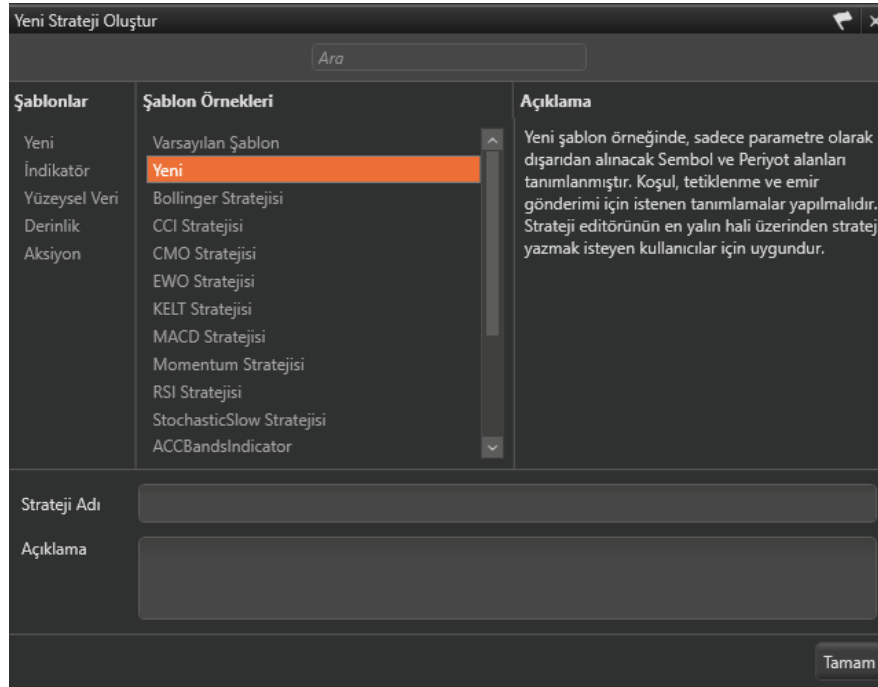 Yeni Strateji Oluştur
Ara
Şablonlar
Yeni
İndikatör
Yüzeysel Veri
Derinlik
Aksiyon
Şablon Örnekleri
Varsayılan Şablon
Yeni
Bollinger Stratejisi
CCI Stratejisi
CMO Stratejisi
EWO Stratejisi
KELT Stratejisi
MACD Stratejisi
Momentum Stratejisi
RSI Stratejisi
StochasticSlow Stratejisi
ACCBandsIndicator
Açıklama
Yeni şablon örneğinde, sadece parametre olarak
dışarıdan alınacak Sembol ve Periyot alanları
tanımlanmıştır. Koşul, tetiklenme ve emir
gönderimi için istenen tanımlamalar yapılmalıdır.
Strateji editörünün en yalın hali üzerinden stratej
yazmak isteyen kullanıcılar için uygundur.
Strateji Adı
Açıklama
Tamam